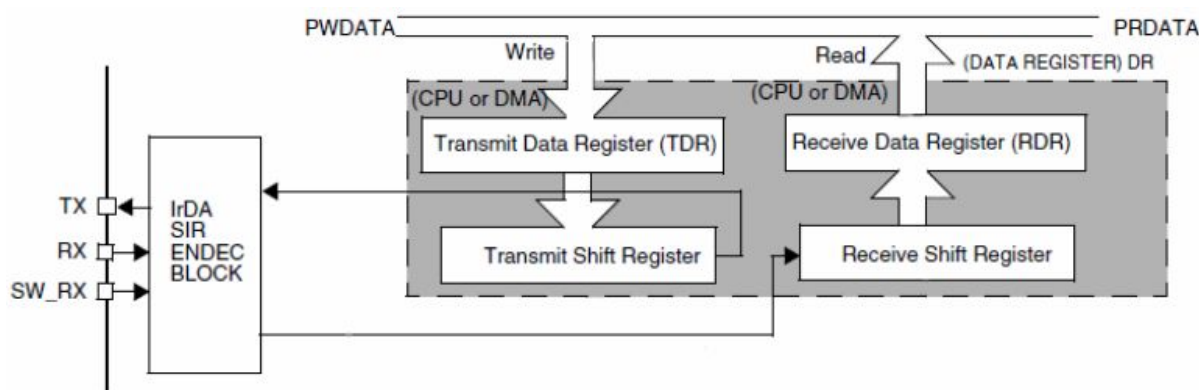 PWDATA
PRDATA
Write
Read
(DATA REGISTER) DR
(CPU or DMA)
(CPU or DMA)
Transmit Data Register (TDR)
Receive Data Register (RDR)
TX
RX
SW_RX
IrDA
SIR
ENDEC
BLOCK
Transmit Shift Register
Receive Shift Register